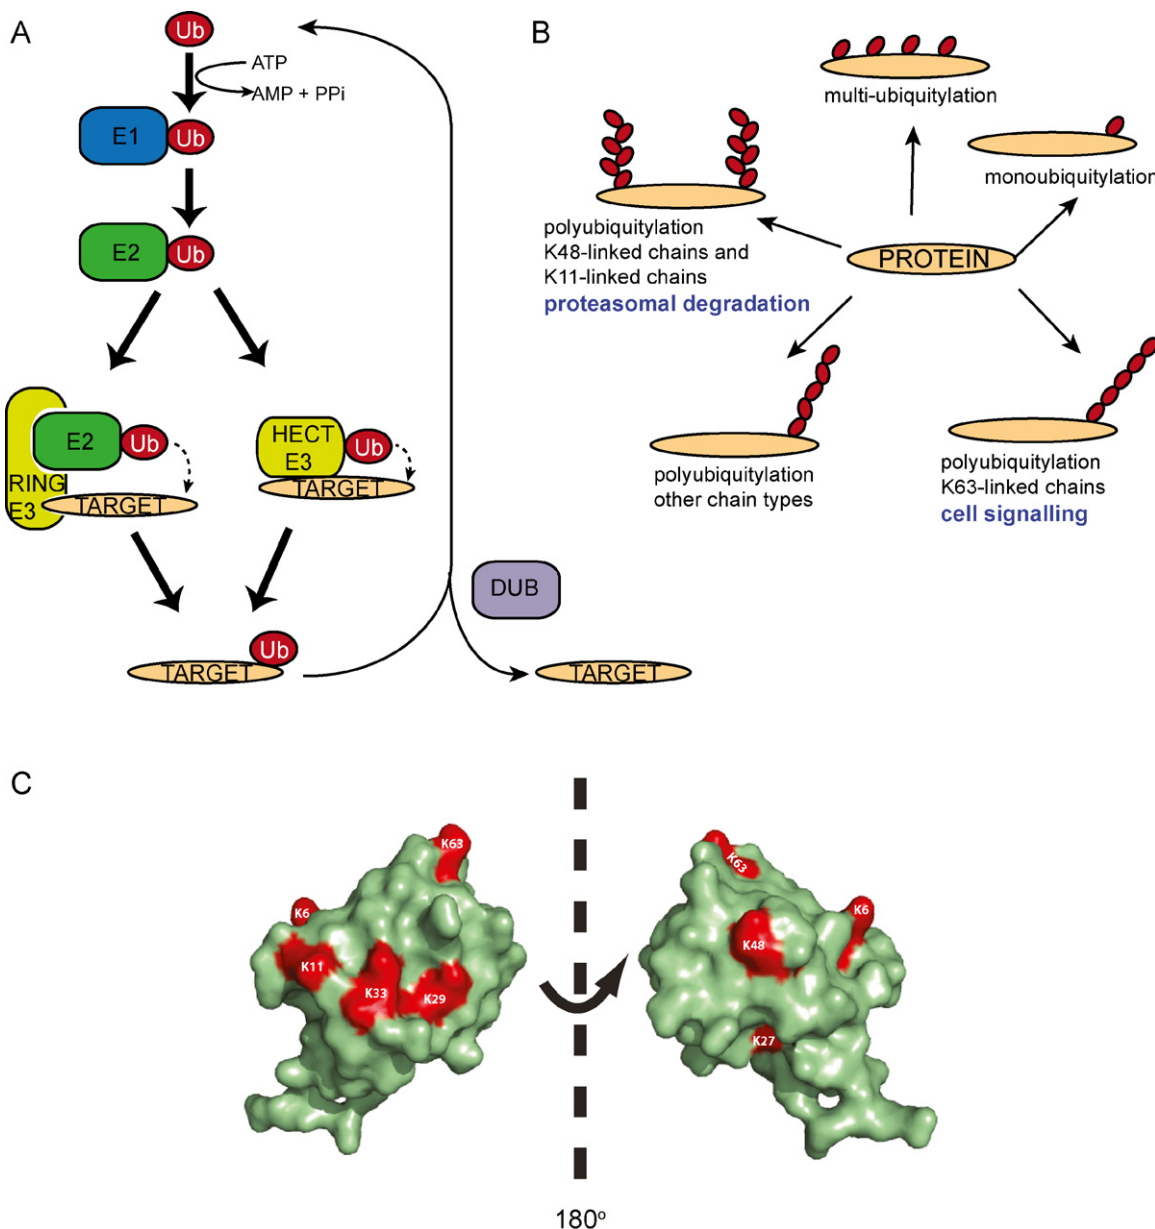 A
Ub
ATP
AMP + PPi
E1
Ub
E2
Ub
E2
Ub
RING
E3
TARGET
HECT
E3
Ub
TARGET
Ub
TARGET
DUB
TARGET
B
multi-ubiquitylation
monoubiquitylation
polyubiquitylation
K48-linked chains and
K11-linked chains
proteasomal degradation
PROTEIN
polyubiquitylation
other chain types
polyubiquitylation
K63-linked chains
cell signalling
C
K63
K6
K11
K33
K29
K63
K6
K48
K27
180º